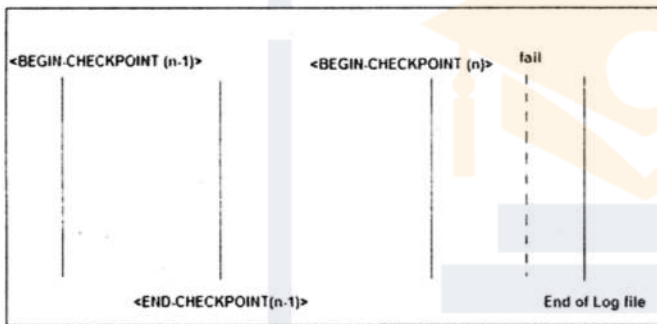 <BEGIN-CHECKPOINT (n-1)>
<BEGIN-CHECKPOINT (n)>
fail
<END-CHECKPOINT(n-1)>
End of Log file